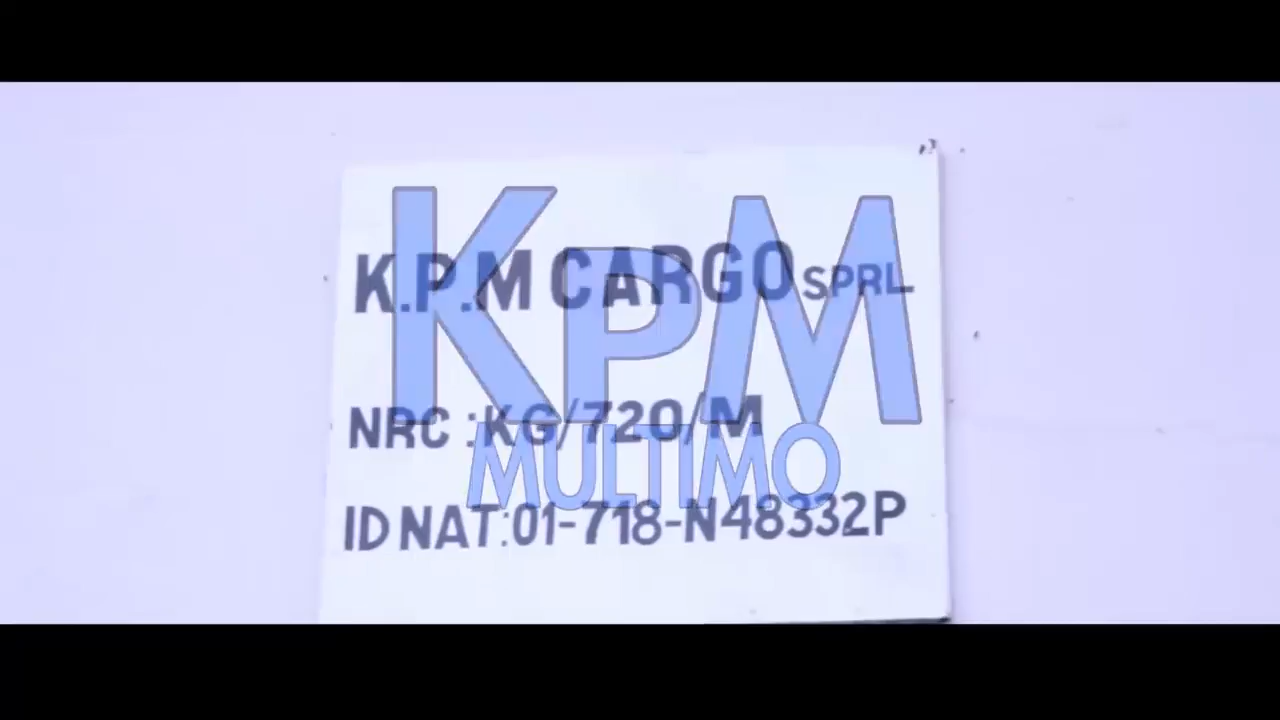 KPM
MULTIMO
K.P.M CARGO SPRL
NRC : KG/720/M
ID NAT:01-718-N48332P